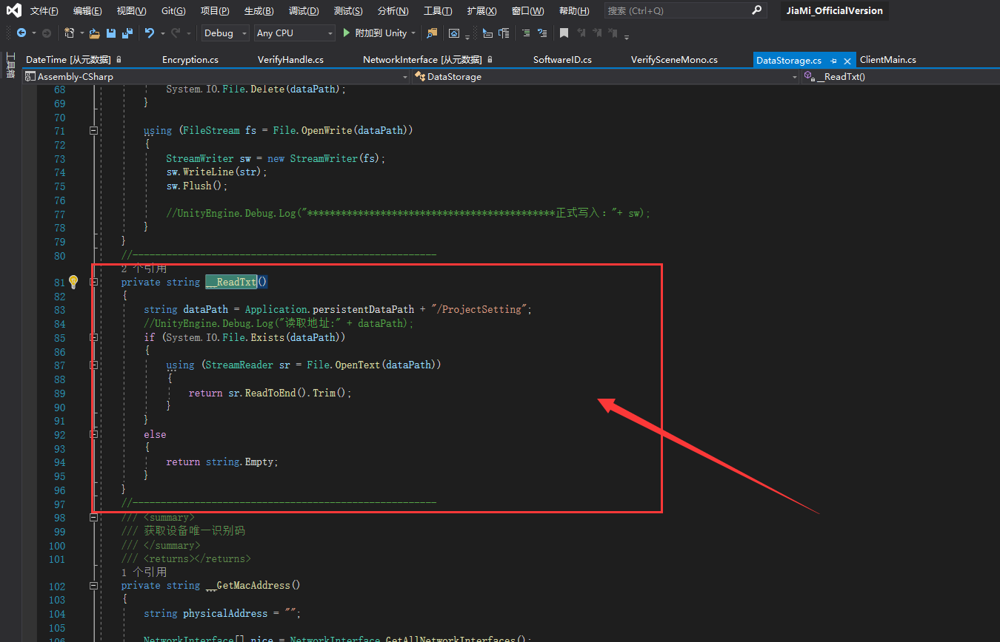 文件(F) 编辑(E) 视图(V) Git(G) 项目(P) 生成(B) 调试(D) 测试(S) 分析(N) 工具(T) 扩展(X) 窗口(W) 帮助(H) 搜索 (Ctrl+Q) JiaMi_OfficialVersion
Debug Any CPU 附加到 Unity
工具箱
DateTime [从元数据] Encryption.cs VerifyHandle.cs NetworkInterface [从元数据] SoftwareID.cs VerifySceneMono.cs DataStorage.cs ClientMain.cs
Assembly-CSharp DataStorage __ReadTxt()
68 System.IO.File.Delete(dataPath);
69 }
70
71 using (FileStream fs = File.OpenWrite(dataPath))
72 {
73 StreamWriter sw = new StreamWriter(fs);
74 sw.WriteLine(str);
75 sw.Flush();
76
77 //UnityEngine.Debug.Log("********************************************正式写入："+ sw);
78 }
79 }
80 //------------------------------------------------------
2 个引用
81 private string __ReadTxt()
82 {
83 string dataPath = Application.persistentDataPath + "/ProjectSetting";
84 //UnityEngine.Debug.Log("读取地址:" + dataPath);
85 if (System.IO.File.Exists(dataPath))
86 {
87 using (StreamReader sr = File.OpenText(dataPath))
88 {
89 return sr.ReadToEnd().Trim();
90 }
91 }
92 else
93 {
94 return string.Empty;
95 }
96 }
97 //------------------------------------------------------
98 /// <summary>
99 /// 获取设备唯一识别码
100 /// </summary>
101 /// <returns></returns>
1 个引用
102 private string __GetMacAddress()
103 {
104 string physicalAddress = "";
105
106 NetworkInterface[] nice = NetworkInterface.GetAllNetworkInterfaces();